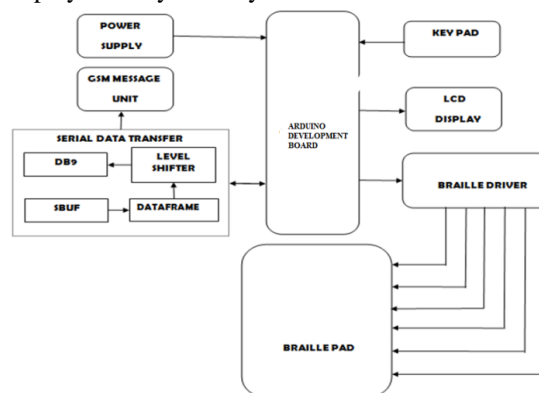 POWER
SUPPLY
KEY PAD
GSM MESSAGE
UNIT
LCD
DISPLAY
ARDUINO
DEVELOPMENT
BOARD
SERIAL DATA TRANSFER
DB9
LEVEL
SHIFTER
BRAILLE DRIVER
SBUF
DATAFRAME
BRAILLE PAD